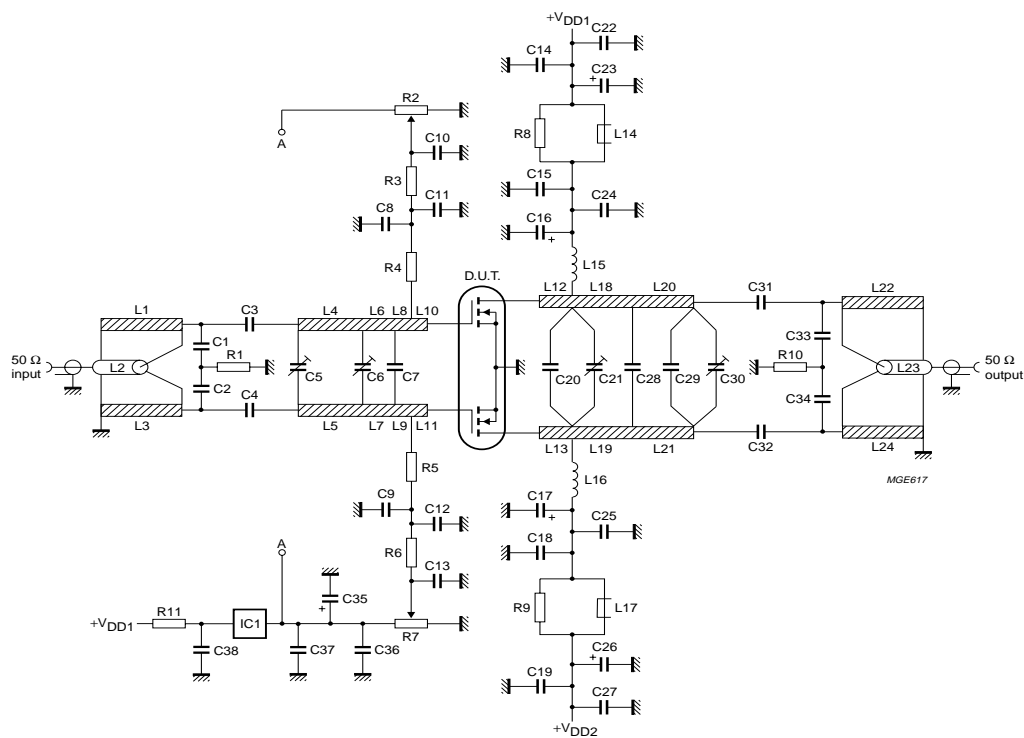 +VDD1
C22
C14
C23
R2
A
R8
L14
C10
R3
C15
C11
C24
C8
C16
R4
L15
D.U.T.
L12 L18 L20
C31
L22
L1
C3
L4 L6 L8 L10
C1
C33
50 Ω
input
L2
R1
C5
C6
C7
C20
C21
C28
C29
C30
R10
L23
50 Ω
output
C2
C4
C34
L3
L5 L7 L9 L11
L13 L19 L21
C32
L24
MGE617
R5
L16
C9
C17
C12
C25
A
R6
C18
C13
C35
R9
L17
+VDD1
R11
IC1
R7
C38
C37
C36
C26
C19
C27
+VDD2